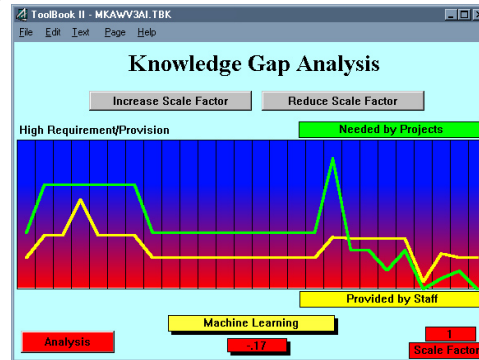 ToolBook II - MKAWV3AI.TBK
File Edit Text Page Help
Knowledge Gap Analysis
Increase Scale Factor Reduce Scale Factor
High Requirement/Provision Needed by Projects
Provided by Staff
Machine Learning
Analysis -.17 1
Scale Factor